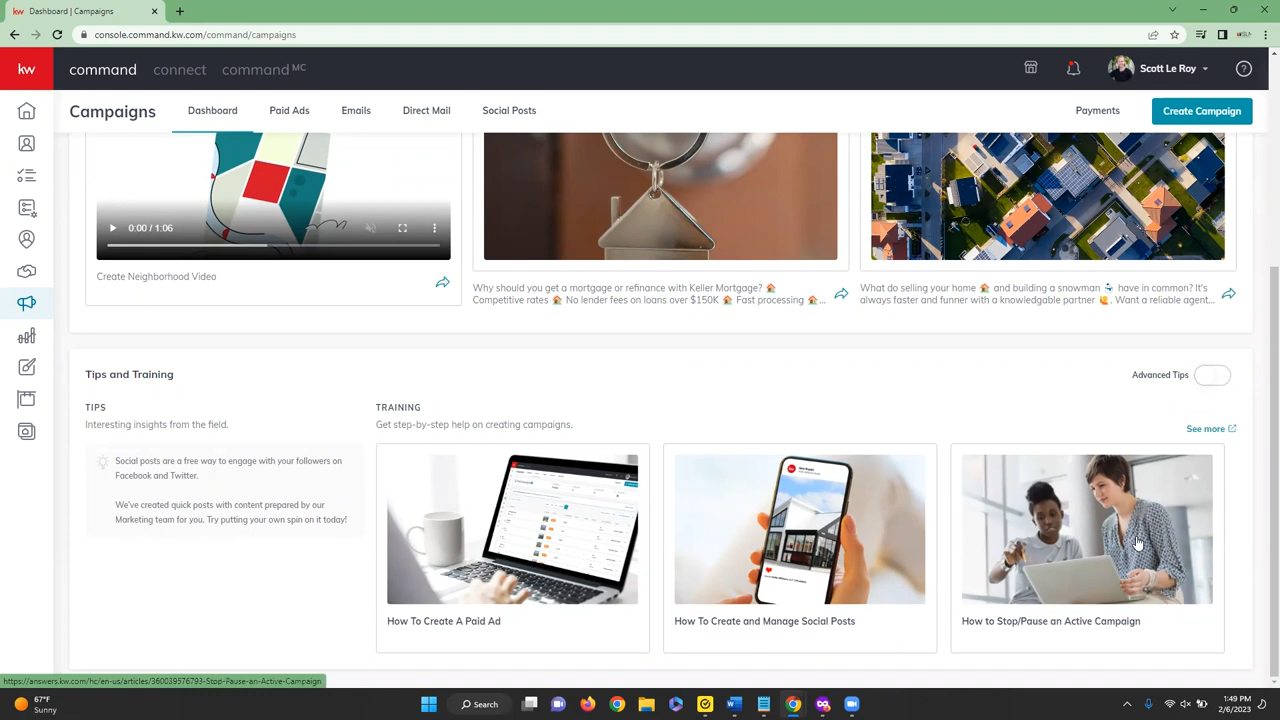 Dashboard | Campaigns
console.command.kw.com/command/campaigns
kw
command
connect
command MC
Scott Le Roy
Campaigns
Dashboard
Paid Ads
Emails
Direct Mail
Social Posts
Payments
Create Campaign
0:00 / 1:06
Create Neighborhood Video
Why should you get a mortgage or refinance with Keller Mortgage? 🏠
Competitive rates 🏠 No lender fees on loans over $150K 🏠 Fast processing 🏠...
What do selling your home 🏠 and building a snowman ⛄ have in common? It's
always faster and funner with a knowledgable partner 🙋. Want a reliable agent...
Tips and Training
Advanced Tips
TIPS
Interesting insights from the field.
Social posts are a free way to engage with your followers on
Facebook and Twitter.
We've created quick posts with content prepared by our
Marketing team for you. Try putting your own spin on it today!
TRAINING
Get step-by-step help on creating campaigns.
See more
How To Create A Paid Ad
How To Create and Manage Social Posts
How to Stop/Pause an Active Campaign
https://answers.kw.com/hc/en-us/articles/360039576793-Stop-Pause-an-Active-Campaign
67°F
Sunny
Search
1:49 PM
2/6/2023